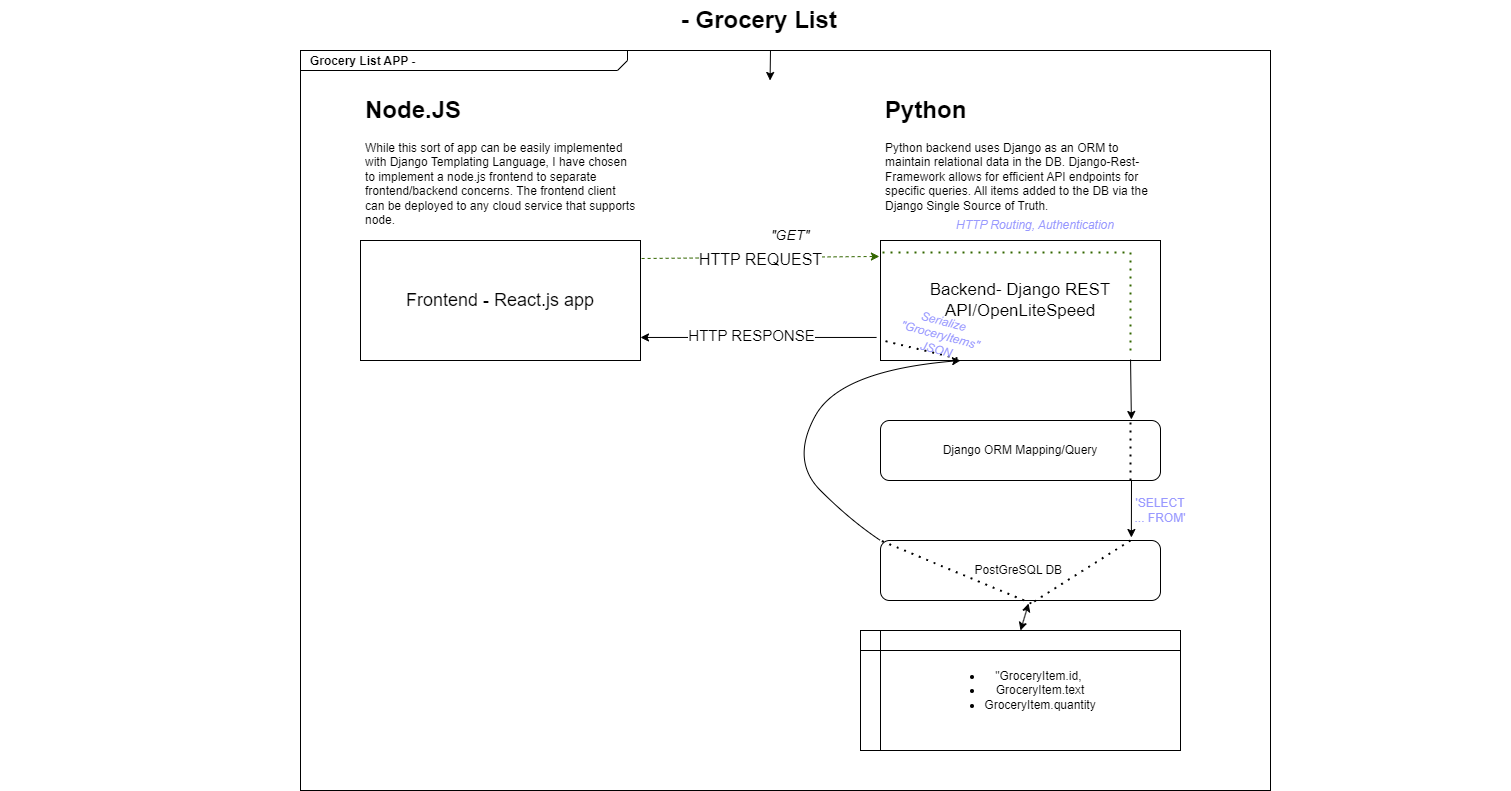 - Grocery List
Grocery List APP -
Node.JS
While this sort of app can be easily implemented
with Django Templating Language, I have chosen
to implement a node.js frontend to separate
frontend/backend concerns. The frontend client
can be deployed to any cloud service that supports
node.
Python
Python backend uses Django as an ORM to
maintain relational data in the DB. Django-Rest-
Framework allows for efficient API endpoints for
specific queries. All items added to the DB via the
Django Single Source of Truth.
HTTP Routing, Authentication
"GET"
HTTP REQUEST
Frontend - React.js app
Backend- Django REST
API/OpenLiteSpeed
Serialize
"GroceryItems"
JSON
HTTP RESPONSE
Django ORM Mapping/Query
'SELECT
... FROM'
PostGreSQL DB
"GroceryItem.id,
GroceryItem.text
GroceryItem.quantity